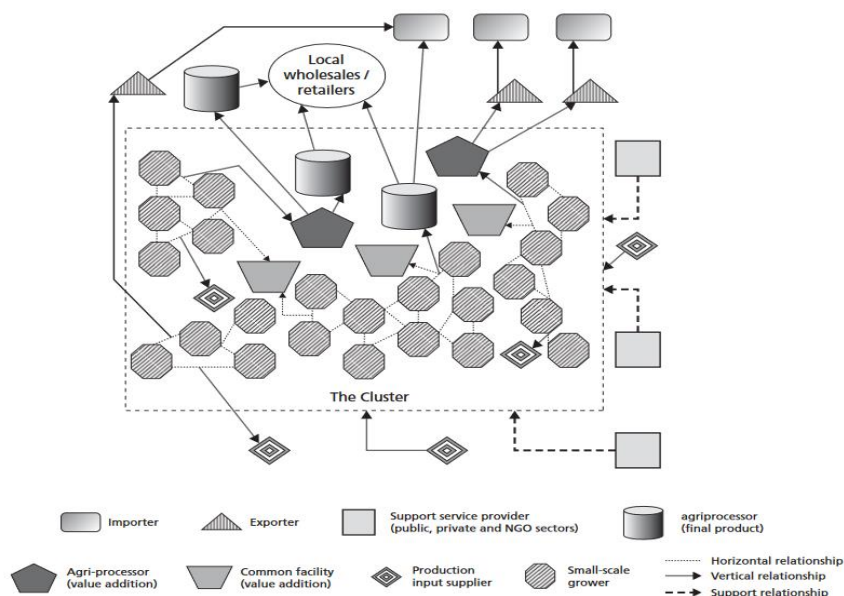 Local
wholesales /
retailers
The Cluster
Importer
Exporter
Support service provider
(public, private and NGO sectors)
agriprocessor
(final product)
Agri-processor
(value addition)
Common facility
(value addition)
Production
input supplier
Small-scale
grower
Horizontal relationship
Vertical relationship
Support relationship